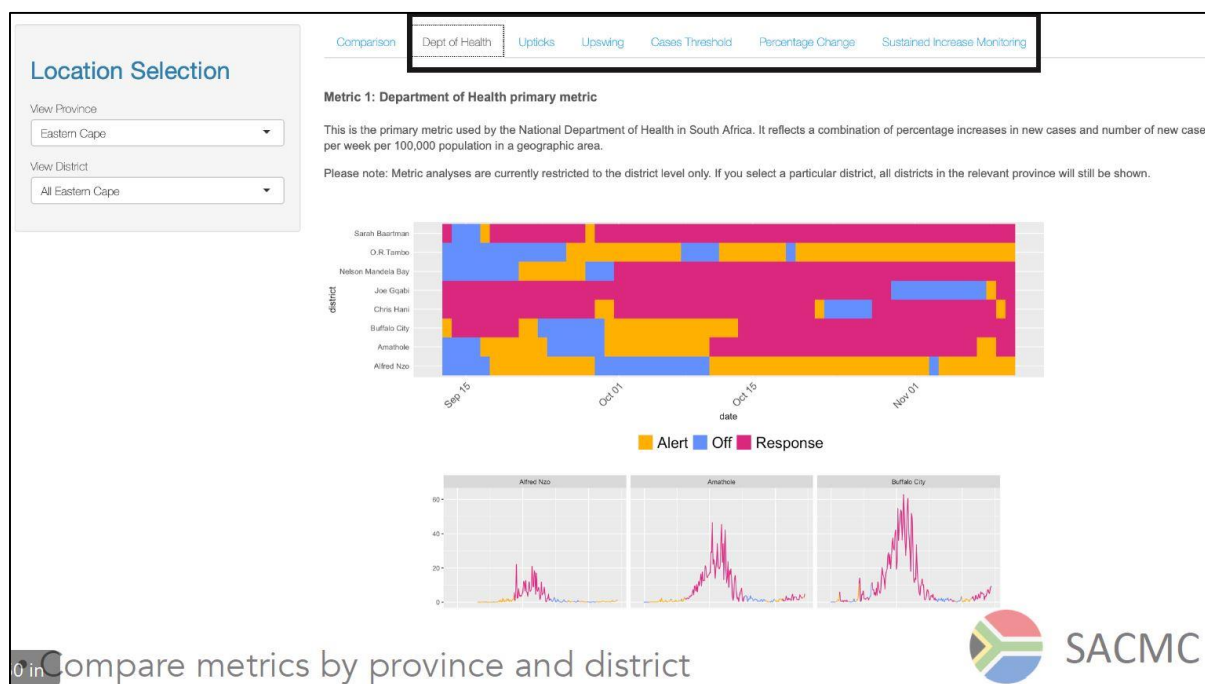 Comparison Dept of Health Upticks Upswing Cases Threshold Percentage Change Sustained Increase Monitoring
Location Selection
View Province
Eastern Cape
View District
All Eastern Cape
Metric 1: Department of Health primary metric
This is the primary metric used by the National Department of Health in South Africa. It reflects a combination of percentage increases in new cases and number of new case
per week per 100,000 population in a geographic area.
Please note: Metric analyses are currently restricted to the district level only. If you select a particular district, all districts in the relevant province will still be shown.
district
Sarah Baartman
O.R.Tambo
Nelson Mandela Bay
Joe Gqabi
Chris Hani
Buffalo City
Amathole
Alfred Nzo
Sep 15 Oct 01 Oct 15 Nov 01
date
Alert Off Response
Alfred Nzo Amathole Buffalo City
60
40
20
0
0 in Compare metrics by province and district
SACMC